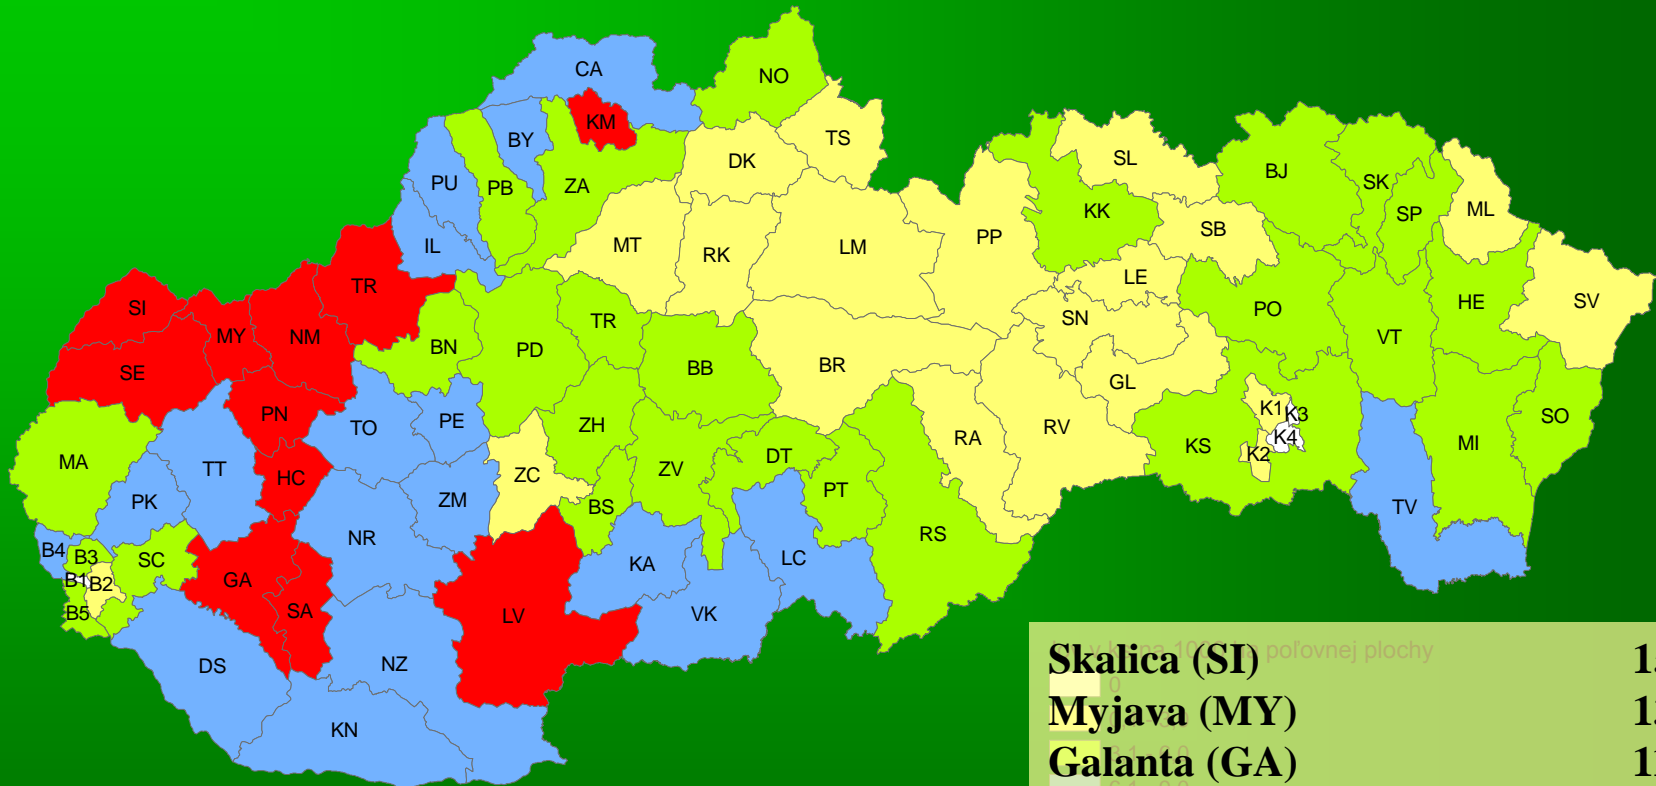 CA
NO
KM
BY
TS
DK
SL
PU
PB
ZA
BJ
SK
KK
SP
ML
IL
MT
RK
LM
PP
SB
LE
TR
SI
MY
NM
SN
PO
HE
SV
TR
VT
BN
PD
BB
BR
GL
SE
PN
TO
PE
ZH
RA
RV
K1
K3
K4
K2
KS
MI
SO
MA
TT
HC
ZC
ZV
DT
PT
PK
ZM
BS
TV
NR
RS
B4
B3
SC
KA
LC
B1
B2
GA
B5
SA
LV
VK
DS
NZ
KN
na 1000 poľovnej plochy
0
Skalica (SI)
Myjava (MY)
Galanta (GA)